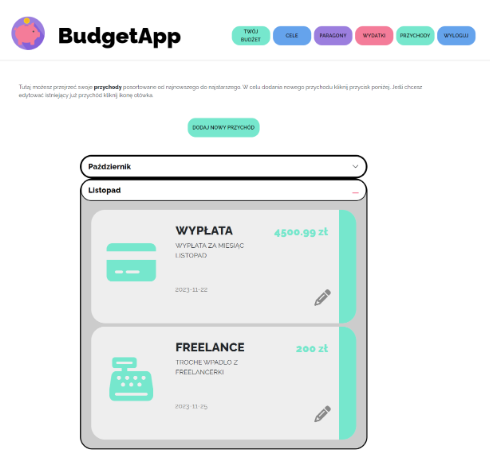 BudgetApp
TWÓJ
BUDŻET
CELE
PARAGONY
WYDATKI
PRZYCHODY
WYLOGUJ
Tutaj możesz przejrzeć swoje przychody posortowane od najnowszego do najstarszego. W celu dodania nowego przychodu kliknij przycisk poniżej. Jeśli chcesz
edytować istniejący już przychód kliknij ikonę ołówka.
DODAJ NOWY PRZYCHÓD
Październik
Listopad
WYPŁATA
4500.99 zł
WYPŁATA ZA MIESIĄC
LISTOPAD
2023-11-22
FREELANCE
200 zł
TROCHĘ WPADŁO Z
FREELANCERKI
2023-11-25